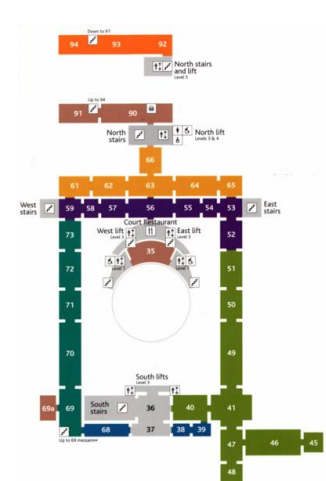 Down to 91
94 93 92
North stairs
and lift
Level 5
Up to 94
91 90
North
stairs
North lift
Levels 3 & 4
66
61 62 63 64 65
West
stairs
59 58 57 56 55 54 53
East
stairs
Court Restaurant
73
52
West lift
Level 3
East lift
Level 3
35
51
72
Level 5
Level 5
71
50
70
49
South lifts
Level 3
69a
69
South
stairs
36
40
41
Up to 69 mezzanine
68
37
38 39
47
46
45
48